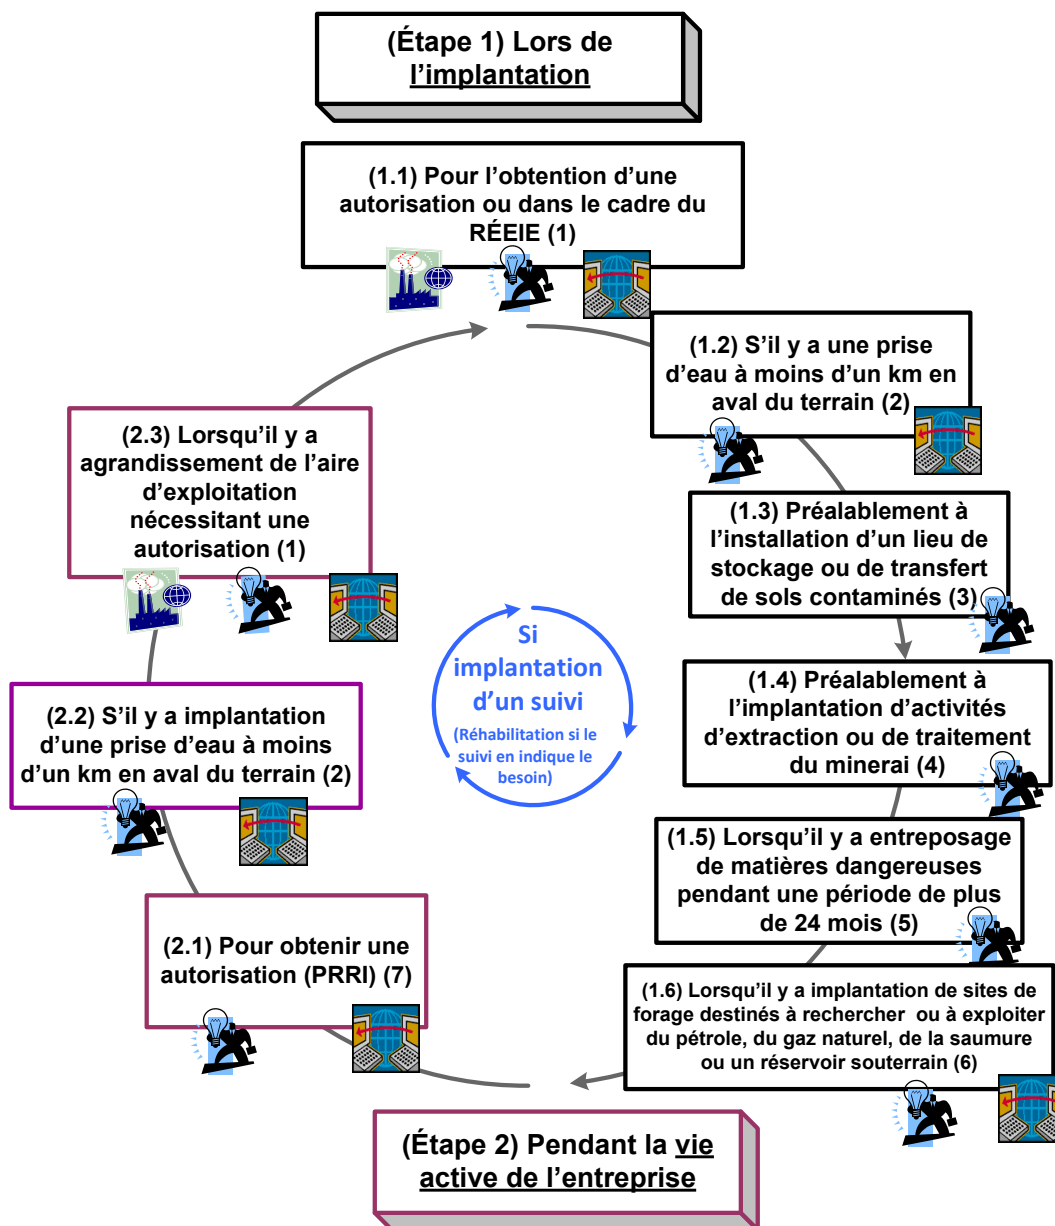 (Étape 1) Lors de
l’implantation
(1.1) Pour l’obtention d’une
autorisation ou dans le cadre du
RÉEIE (1)
(1.2) S’il y a une prise
d’eau à moins d’un km en
aval du terrain (2)
(1.3) Préalablement à
l’installation d’un lieu de
stockage ou de transfert
de sols contaminés (3)
(1.4) Préalablement à
l’implantation d’activités
d’extraction ou de traitement
du minerai (4)
(1.5) Lorsqu’il y a entreposage
de matières dangereuses
pendant une période de plus
de 24 mois (5)
(1.6) Lorsqu’il y a implantation de sites de
forage destinés à rechercher ou à exploiter
du pétrole, du gaz naturel, de la saumure
ou un réservoir souterrain (6)
(Étape 2) Pendant la vie
active de l’entreprise
(2.1) Pour obtenir une
autorisation (PRRI) (7)
(2.2) S’il y a implantation
d’une prise d’eau à moins
d’un km en aval du terrain (2)
(2.3) Lorsqu’il y a
agrandissement de l’aire
d’exploitation
nécessitant une
autorisation (1)
Si
implantation
d’un suivi
(Réhabilitation si le
suivi en indique le
besoin)